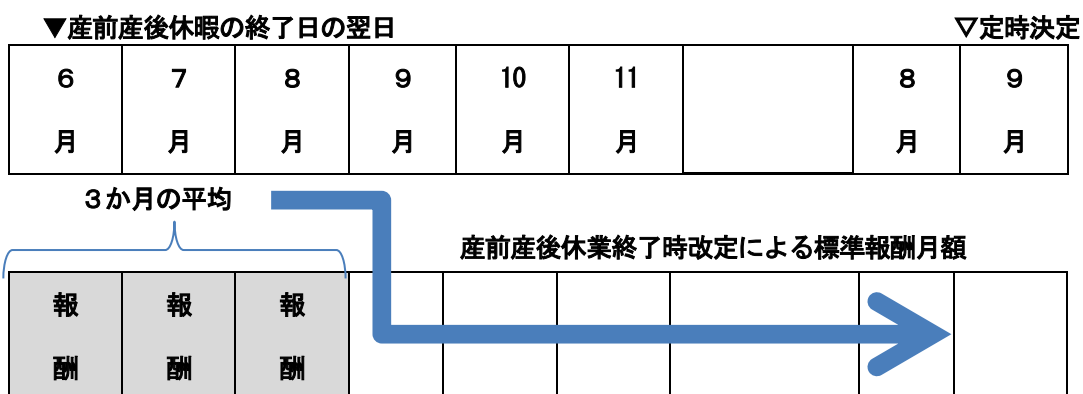 ▼産前産後休暇の終了日の翌日 ▽定時決定
６ ７ ８ ９ 10 11 ８ ９
月 月 月 月 月 月 月 月
３か月の平均
産前産後休業終了時改定による標準報酬月額
報 報 報
酬 酬 酬